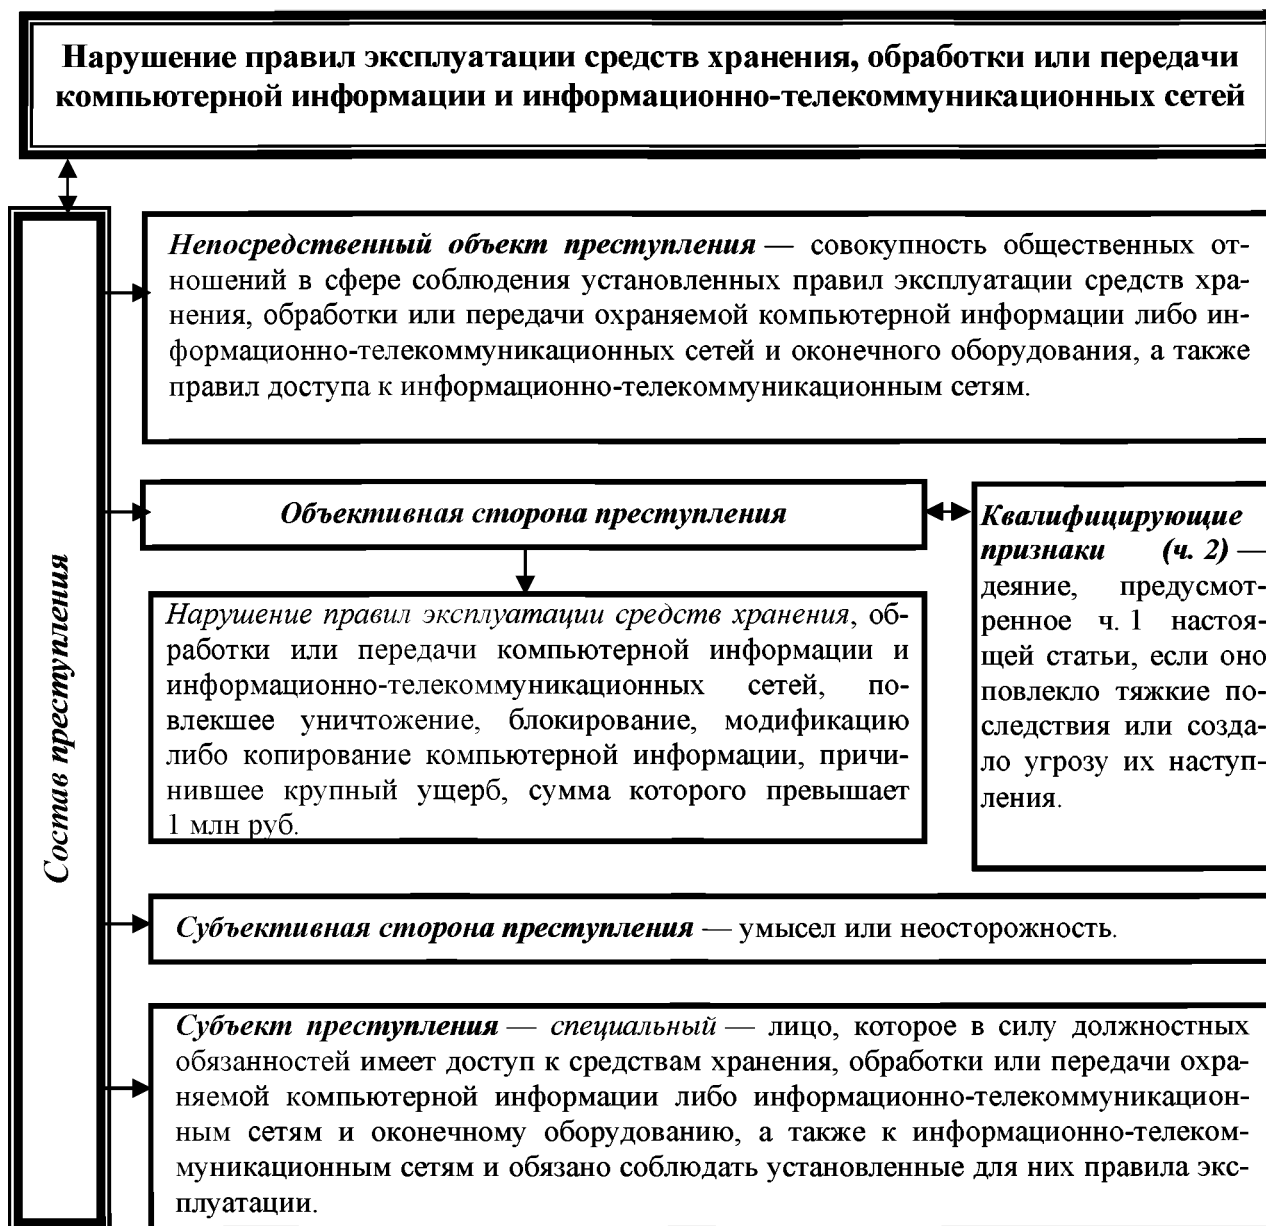 Нарушение правил эксплуатации средств хранения, обработки или передачи
компьютерной информации и информационно-телекоммуникационных сетей
Состав преступления
Непосредственный объект преступления — совокупность общественных от-
ношений в сфере соблюдения установленных правил эксплуатации средств хра-
нения, обработки или передачи охраняемой компьютерной информации либо ин-
формационно-телекоммуникационных сетей и оконечного оборудования, а также
правил доступа к информационно-телекоммуникационным сетям.
Объективная сторона преступления
Нарушение правил эксплуатации средств хранения, об-
работки или передачи компьютерной информации и
информационно-телекоммуникационных сетей, по-
влекшее уничтожение, блокирование, модификацию
либо копирование компьютерной информации, причи-
нившее крупный ущерб, сумма которого превышает
1 млн руб.
Квалифицирующие
признаки (ч. 2) —
деяние, предусмот-
ренное ч. 1 настоя-
щей статьи, если оно
повлекло тяжкие по-
следствия или созда-
ло угрозу их наступ-
ления.
Субъективная сторона преступления — умысел или неосторожность.
Субъект преступления — специальный — лицо, которое в силу должностных
обязанностей имеет доступ к средствам хранения, обработки или передачи охра-
няемой компьютерной информации либо информационно-телекоммуникацион-
ным сетям и оконечному оборудованию, а также к информационно-телеком-
муникационным сетям и обязано соблюдать установленные для них правила экс-
плуатации.